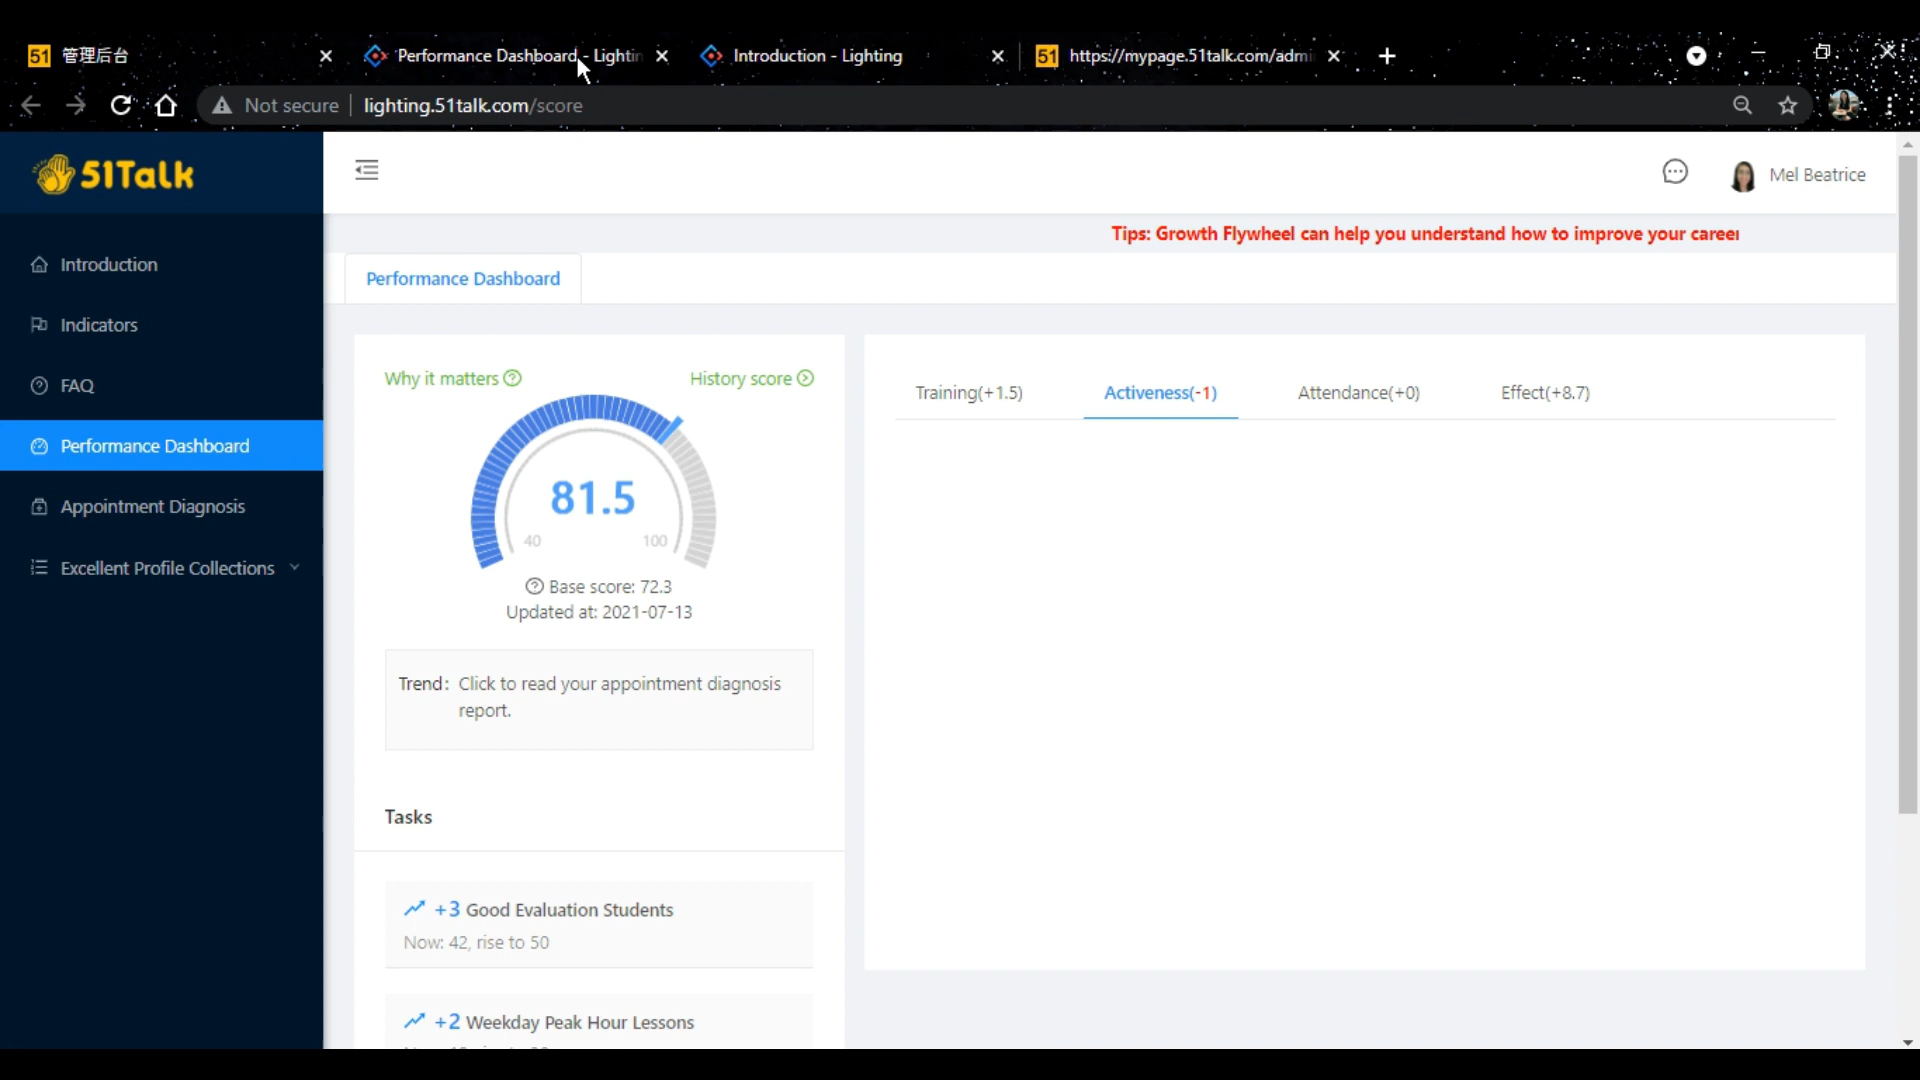 51 管理后台
Performance Dashboard - Lightin
Introduction - Lighting
51 https://mypage.51talk.com/admi
Not secure
lighting.51talk.com/score
51Talk
Mel Beatrice
Tips: Growth Flywheel can help you understand how to improve your career
Introduction
Indicators
FAQ
Performance Dashboard
Appointment Diagnosis
Excellent Profile Collections
Performance Dashboard
Why it matters
History score
81.5
40
100
Base score: 72.3
Updated at: 2021-07-13
Trend: Click to read your appointment diagnosis
report.
Tasks
+3 Good Evaluation Students
Now: 42, rise to 50
+2 Weekday Peak Hour Lessons
Training(+1.5)
Activeness(-1)
Attendance(+0)
Effect(+8.7)